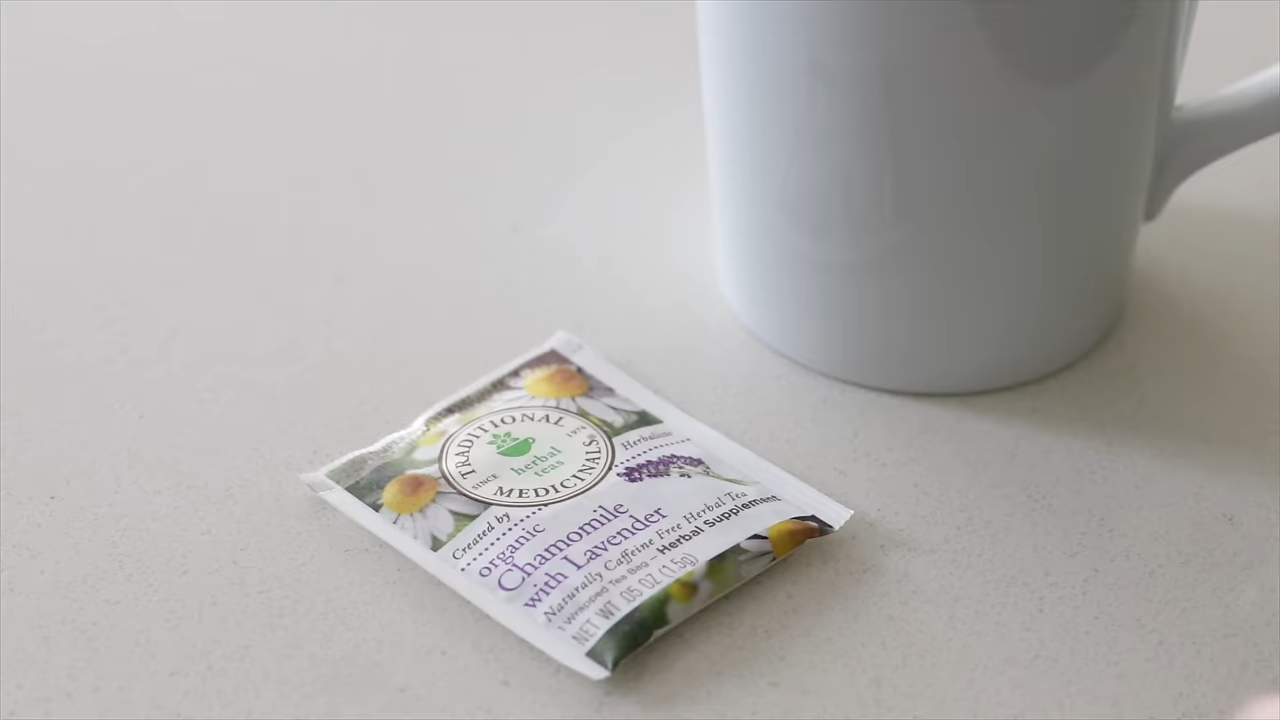 TRADITIONAL
SINCE 1974
herbal
teas
MEDICINALS®
Created by Herbalists
organic
Chamomile
with Lavender
Naturally Caffeine Free Herbal Tea
1 Wrapped Tea Bag - Herbal Supplement
NET WT .05 OZ (1.5g)